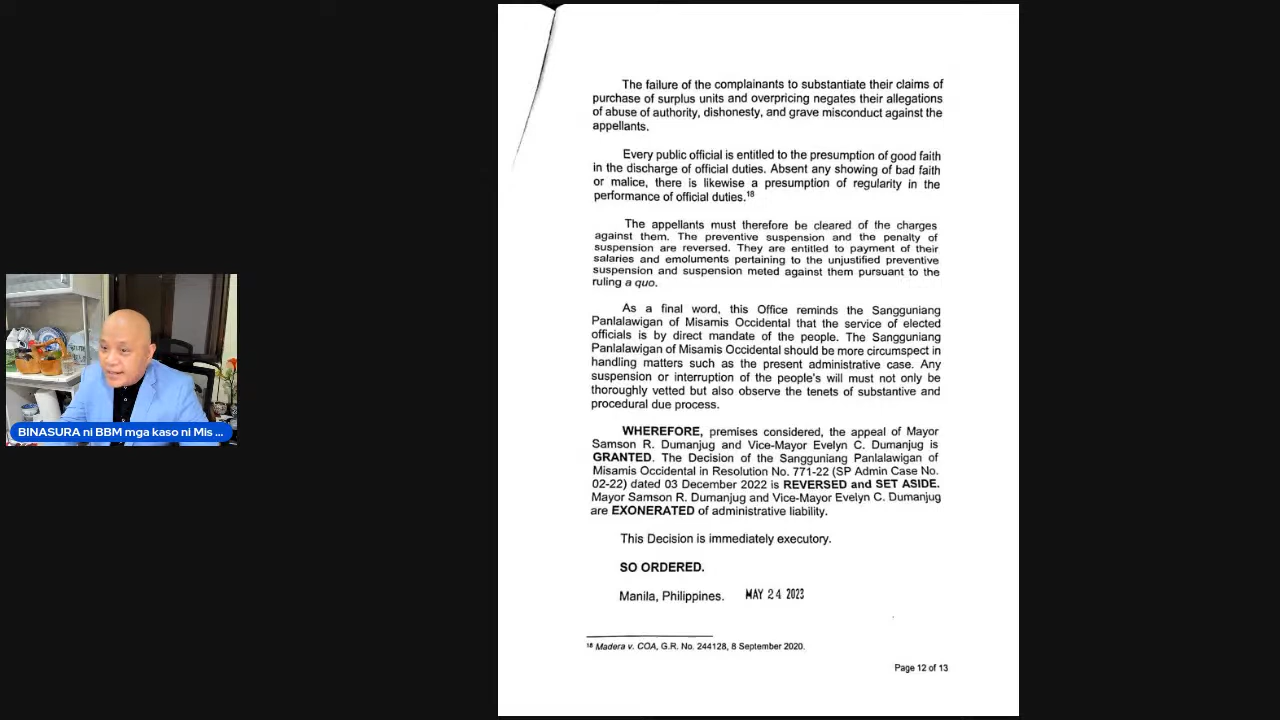 The failure of the complainants to substantiate their claims of
purchase of surplus units and overpricing negates their allegations
of abuse of authority, dishonesty, and grave misconduct against the
appellants.
Every public official is entitled to the presumption of good faith
in the discharge of official duties. Absent any showing of bad faith
or malice, there is likewise a presumption of regularity in the
performance of official duties.18
The appellants must therefore be cleared of the charges
against them. The preventive suspension and the penalty of
suspension are reversed. They are entitled to payment of their
salaries and emoluments pertaining to the unjustified preventive
suspension and suspension meted against them pursuant to the
ruling a quo.
As a final word, this Office reminds the Sangguniang
Panlalawigan of Misamis Occidental that the service of elected
officials is by direct mandate of the people. The Sangguniang
Panlalawigan of Misamis Occidental should be more circumspect in
handling matters such as the present administrative case. Any
suspension or interruption of the people's will must not only be
thoroughly vetted but also observe the tenets of substantive and
procedural due process.
WHEREFORE, premises considered, the appeal of Mayor
Samson R. Dumanjug and Vice-Mayor Evelyn C. Dumanjug is
GRANTED. The Decision of the Sangguniang Panlalawigan of
Misamis Occidental in Resolution No. 771-22 (SP Admin Case No.
02-22) dated 03 December 2022 is REVERSED and SET ASIDE.
Mayor Samson R. Dumanjug and Vice-Mayor Evelyn C. Dumanjug
are EXONERATED of administrative liability.
This Decision is immediately executory.
SO ORDERED.
Manila, Philippines. MAY 24 2023
18 Madera v. COA, G.R. No. 244128, 8 September 2020.
Page 12 of 13
BINASURA ni BBM mga kaso ni Mis ...